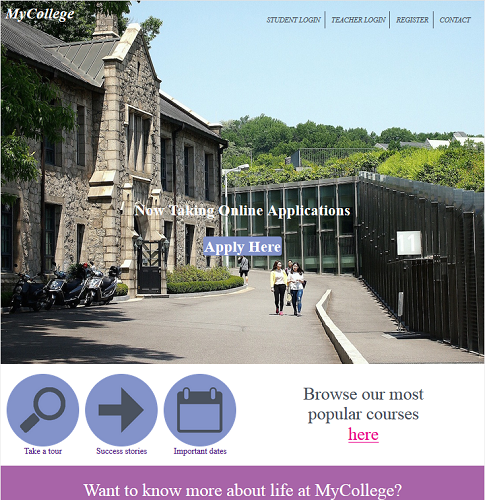 MyCollege
STUDENT LOGIN
TEACHER LOGIN
REGISTER
CONTACT
Now Taking Online Applications
Apply Here
Take a tour
Success stories
Important dates
Browse our most
popular courses
here
Want to know more about life at MyCollege?